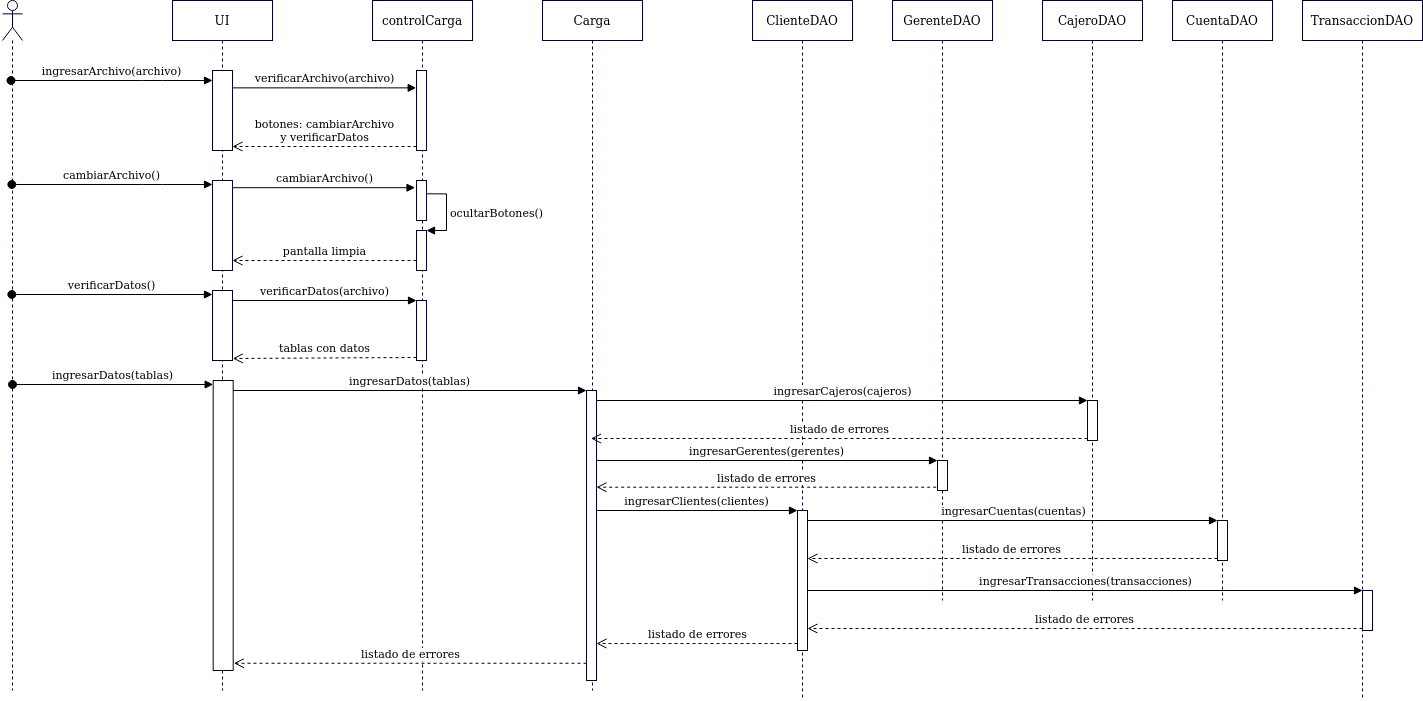 UI
controlCarga
Carga
ClienteDAO
GerenteDAO
CajeroDAO
CuentaDAO
TransaccionDAO
ingresarArchivo(archivo)
verificarArchivo(archivo)
botones: cambiarArchivo
y verificarDatos
cambiarArchivo()
cambiarArchivo()
ocultarBotones()
pantalla limpia
verificarDatos()
verificarDatos(archivo)
tablas con datos
ingresarDatos(tablas)
ingresarDatos(tablas)
ingresarCajeros(cajeros)
listado de errores
ingresarGerentes(gerentes)
listado de errores
ingresarClientes(clientes)
ingresarCuentas(cuentas)
listado de errores
ingresarTransacciones(transacciones)
listado de errores
listado de errores
listado de errores